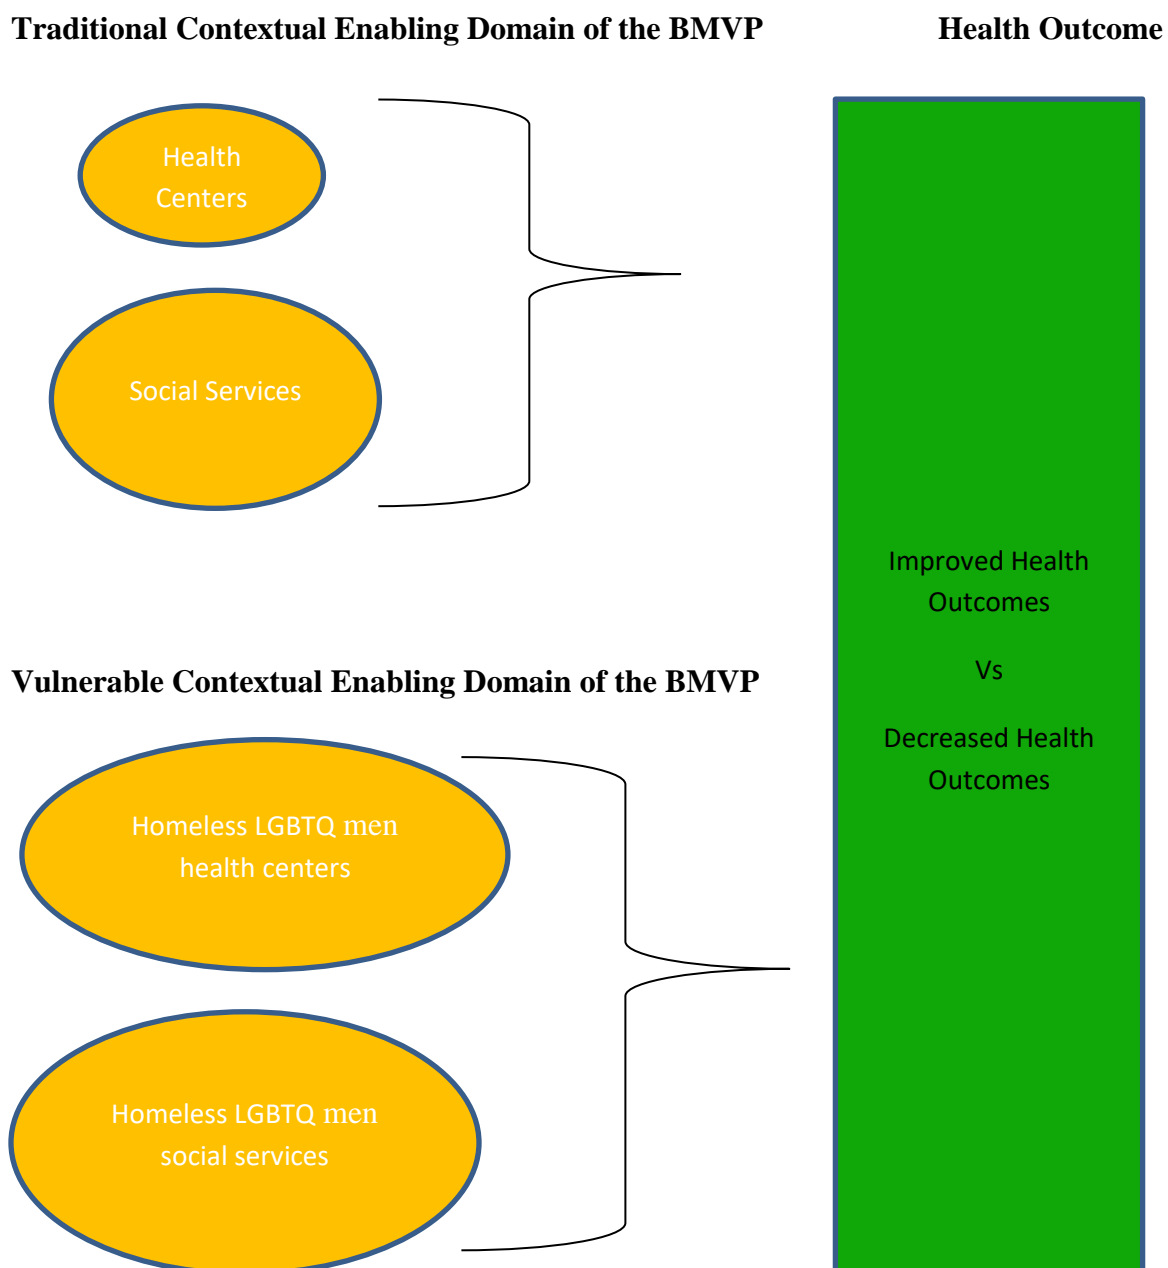 Traditional Contextual Enabling Domain of the BMVP
Health Outcome
Health
Centers
Social Services
Improved Health
Outcomes
Vs
Decreased Health
Outcomes
Vulnerable Contextual Enabling Domain of the BMVP
Homeless LGBTQ men
health centers
Homeless LGBTQ men
social services